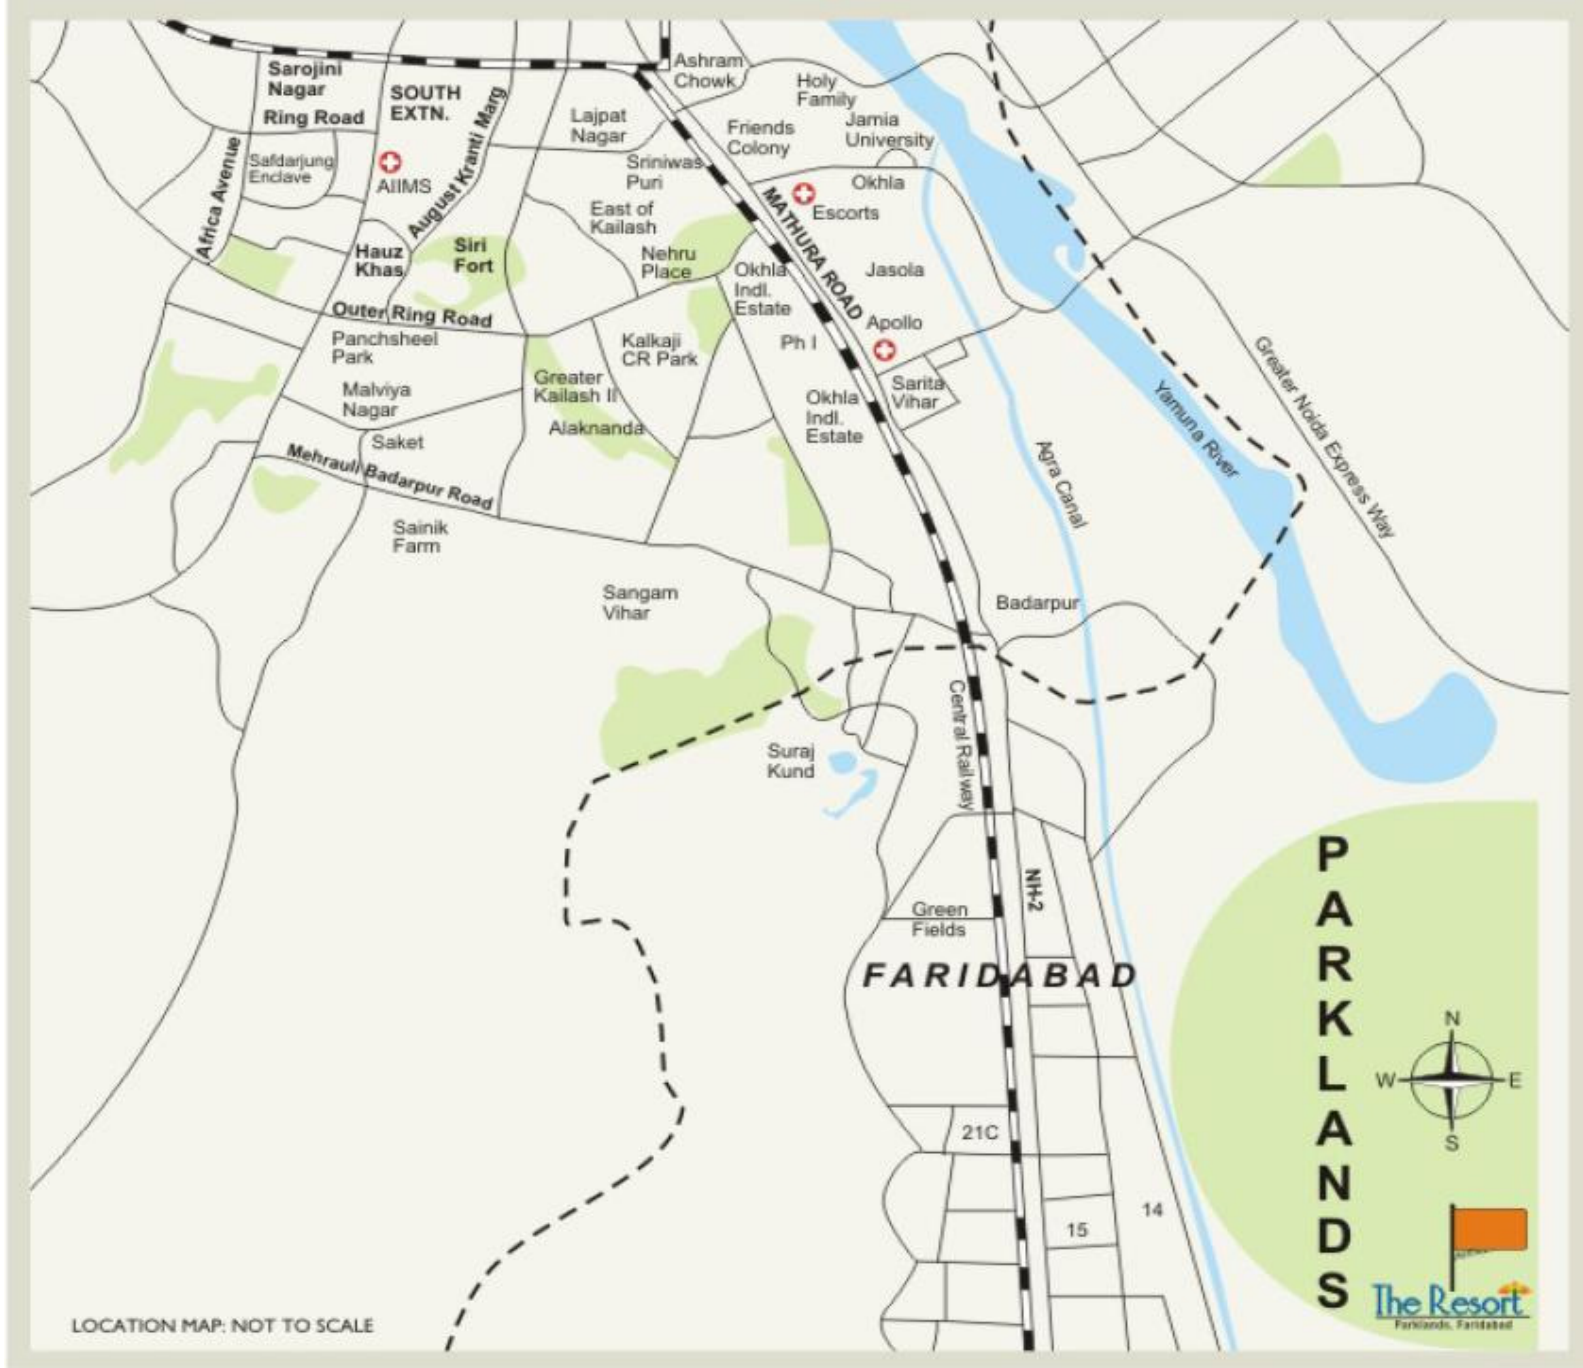 Ashram
Chowk
Sarojini
Nagar
Ring Road
SOUTH
EXTN.
August Kranti Marg
Lajpat
Nagar
Holy
Family
Friends
Colony
Jamia
University
Africa Avenue
Safdarjung
Enclave
AIIMS
Sriniwas
Puri
Okhla
Escorts
MATHURA ROAD
East of
Kailash
Hauz
Khas
Siri
Fort
Nehru
Place
Okhla
Indl.
Estate
Jasola
Outer Ring Road
Panchsheel
Park
Kalkaji
CR Park
Ph I
Apollo
Malviya
Nagar
Greater
Kailash II
Alaknanda
Okhla
Indl.
Estate
Sarita
Vihar
Yamuna River
Greater Noida Express Way
Saket
Mehrauli Badarpur Road
Agra Canal
Sainik
Farm
Sangam
Vihar
Badarpur
Central Railway
Suraj
Kund
NH-2
Green
Fields
FARIDABAD
PARKLANDS
N
W
E
S
21C
14
15
The Resort
Parklands, Faridabad
LOCATION MAP: NOT TO SCALE